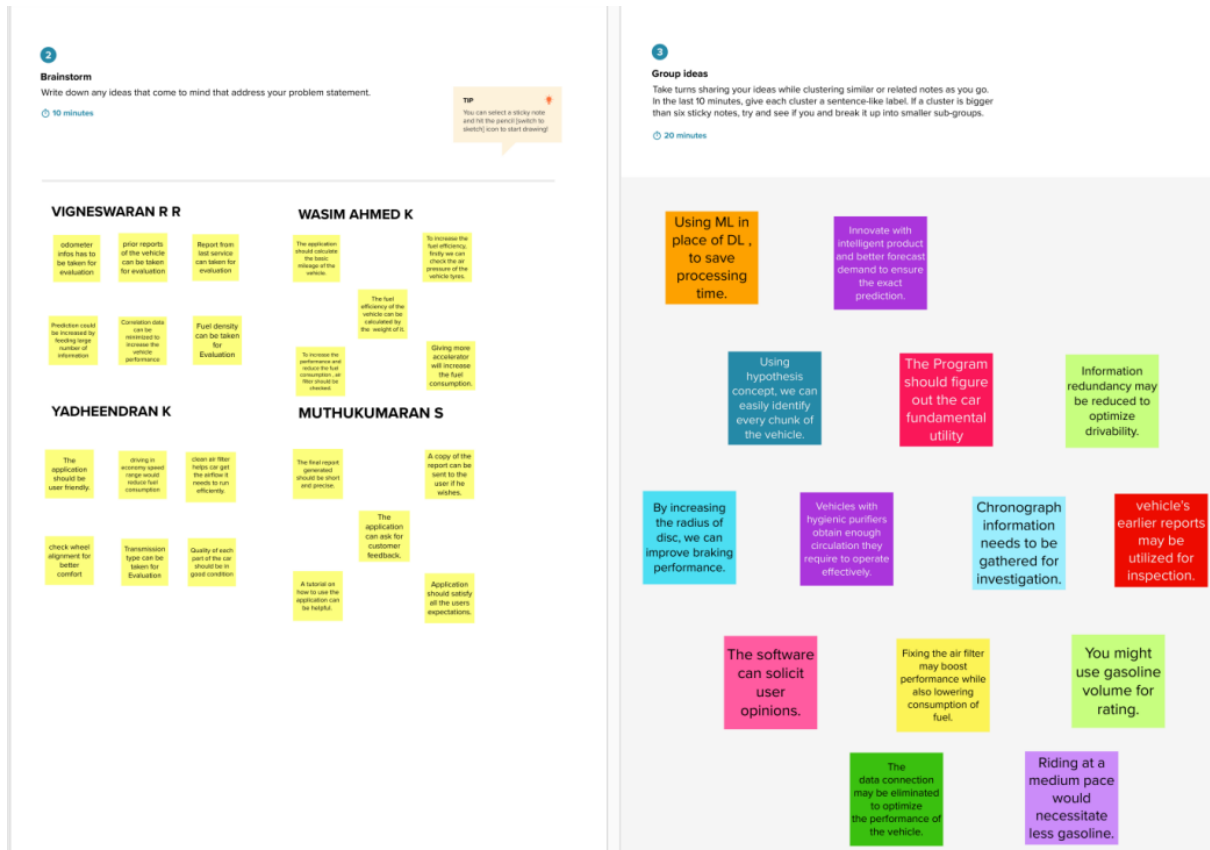 2
Brainstorm
Write down any ideas that come to mind that address your problem statement.
10 minutes
TIP
You can select a sticky note
and hit the pencil [switch to
sketch] icon to start drawing!
VIGNESWARAN R R
odometer
infos has to
be taken for
evaluation
prior reports
of the vehicle
can be taken
for evaluation
Report from
last service
can taken for
evaluation
Prediction could
be increased by
feeding large
number of
information
Correlation data
can be
minimized to
increase the
vehicle
performance
Fuel density
can be taken
for
Evaluation
WASIM AHMED K
The application
should calculate
the basic
mileage of the
vehicle.
To increase the
fuel efficiency,
firstly we can
check the air
pressure of the
vehicle tyres.
The fuel
efficiency of the
vehicle can be
calculated by
the weight of it.
To increase the
performance and
reduce the fuel
consumption , air
filter should be
checked.
Giving more
accelerator
will increase
the fuel
consumption.
YADHEENDRAN K
The
application
should be
user friendly.
driving in
economy speed
range would
reduce fuel
consumption
clean air filter
helps car get
the airflow it
needs to run
efficiently.
check wheel
alignment for
better
comfort
Transmission
type can be
taken for
Evaluation
Quality of each
part of the car
should be in
good condition
MUTHUKUMARAN S
The final report
generated
should be short
and precise.
A copy of the
report can be
sent to the
user if he
wishes.
The
application
can ask for
customer
feedback.
A tutorial on
how to use the
application can
be helpful.
Application
should satisfy
all the users
expectations.
3
Group ideas
Take turns sharing your ideas while clustering similar or related notes as you go.
In the last 10 minutes, give each cluster a sentence-like label. If a cluster is bigger
than six sticky notes, try and see if you and break it up into smaller sub-groups.
20 minutes
Using ML in
place of DL ,
to save
processing
time.
Innovate with
intelligent product
and better forecast
demand to ensure
the exact
prediction.
Using
hypothesis
concept, we can
easily identify
every chunk of
the vehicle.
The Program
should figure
out the car
fundamental
utility
Information
redundancy may
be reduced to
optimize
drivability.
By increasing
the radius of
disc, we can
improve braking
performance.
Vehicles with
hygienic purifiers
obtain enough
circulation they
require to operate
effectively.
Chronograph
information
needs to be
gathered for
investigation.
vehicle's
earlier reports
may be
utilized for
inspection.
The software
can solicit
user
opinions.
Fixing the air filter
may boost
performance while
also lowering
consumption of
fuel.
You might
use gasoline
volume for
rating.
The
data connection
may be eliminated
to optimize
the performance of
the vehicle.
Riding at a
medium pace
would
necessitate
less gasoline.